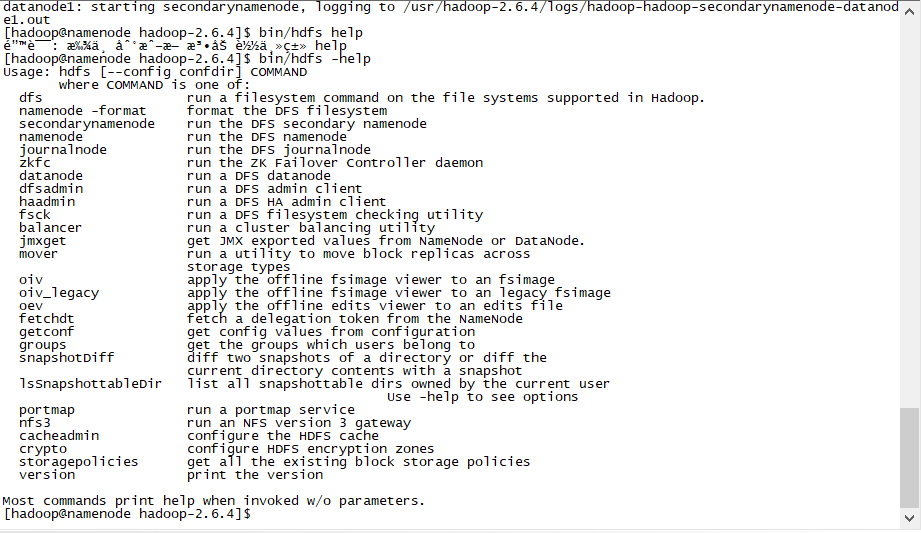 datanode1: starting secondarynamenode, logging to /usr/hadoop-2.6.4/logs/hadoop-hadoop-secondarynamenode-datanod
e1.out
[hadoop@namenode hadoop-2.6.4]$ bin/hdfs help
help
[hadoop@namenode hadoop-2.6.4]$ bin/hdfs -help
Usage: hdfs [--config confdir] COMMAND
       where COMMAND is one of:
  dfs                  run a filesystem command on the file systems supported in Hadoop.
  namenode -format     format the DFS filesystem
  secondarynamenode    run the DFS secondary namenode
  namenode             run the DFS namenode
  journalnode          run the DFS journalnode
  zkfc                 run the ZK Failover Controller daemon
  datanode             run a DFS datanode
  dfsadmin             run a DFS admin client
  haadmin              run a DFS HA admin client
  fsck                 run a DFS filesystem checking utility
  balancer             run a cluster balancing utility
  jmxget               get JMX exported values from NameNode or DataNode.
  mover                run a utility to move block replicas across
                       storage types
  oiv                  apply the offline fsimage viewer to an fsimage
  oiv_legacy           apply the offline fsimage viewer to an legacy fsimage
  oev                  apply the offline edits viewer to an edits file
  fetchdt              fetch a delegation token from the NameNode
  getconf              get config values from configuration
  groups               get the groups which users belong to
  snapshotDiff         diff two snapshots of a directory or diff the
                       current directory contents with a snapshot
  lsSnapshottableDir   list all snapshottable dirs owned by the current user
                                                Use -help to see options
  portmap              run a portmap service
  nfs3                 run an NFS version 3 gateway
  cacheadmin           configure the HDFS cache
  crypto               configure HDFS encryption zones
  storagepolicies      get all the existing block storage policies
  version              print the version

Most commands print help when invoked w/o parameters.
[hadoop@namenode hadoop-2.6.4]$